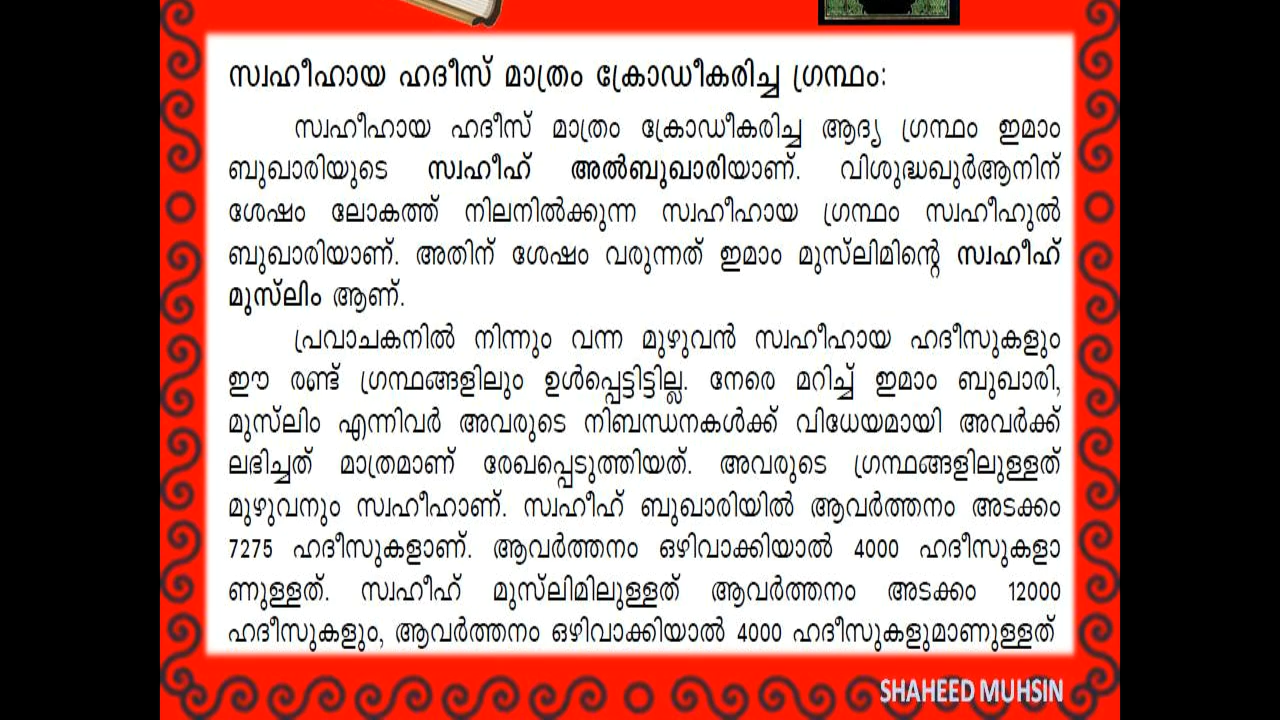 സ്വഹീഹായ ഹദീസ് മാത്രം ക്രോഡീകരിച്ച ഗ്രന്ഥം:
സ്വഹീഹായ ഹദീസ് മാത്രം ക്രോഡീകരിച്ച ആദ്യ ഗ്രന്ഥം ഇമാം
ബുഖാരിയുടെ സ്വഹീഹ് അൽബുഖാരിയാണ്. വിശുദ്ധഖുർആനിന്
ശേഷം ലോകത്ത് നിലനിൽക്കുന്ന സ്വഹീഹായ ഗ്രന്ഥം സ്വഹീഹുൽ
ബുഖാരിയാണ്. അതിന് ശേഷം വരുന്നത് ഇമാം മുസ്‌ലിമിന്റെ സ്വഹീഹ്
മുസ്‌ലിം ആണ്.
പ്രവാചകനിൽ നിന്നും വന്ന മുഴുവൻ സ്വഹീഹായ ഹദീസുകളും
ഈ രണ്ട് ഗ്രന്ഥങ്ങളിലും ഉൾപ്പെട്ടിട്ടില്ല. നേരെ മറിച്ച് ഇമാം ബുഖാരി,
മുസ്‌ലിം എന്നിവർ അവരുടെ നിബന്ധനകൾക്ക് വിധേയമായി അവർക്ക്
ലഭിച്ചത് മാത്രമാണ് രേഖപ്പെടുത്തിയത്. അവരുടെ ഗ്രന്ഥങ്ങളിലുള്ളത്
മുഴുവനും സ്വഹീഹാണ്. സ്വഹീഹ് ബുഖാരിയിൽ ആവർത്തനം അടക്കം
7275 ഹദീസുകളാണ്. ആവർത്തനം ഒഴിവാക്കിയാൽ 4000 ഹദീസുകളാ
ണുള്ളത്. സ്വഹീഹ് മുസ്‌ലിമിലുള്ളത് ആവർത്തനം അടക്കം 12000
ഹദീസുകളും, ആവർത്തനം ഒഴിവാക്കിയാൽ 4000 ഹദീസുകളുമാണുള്ളത്
SHAHEED MUHSIN